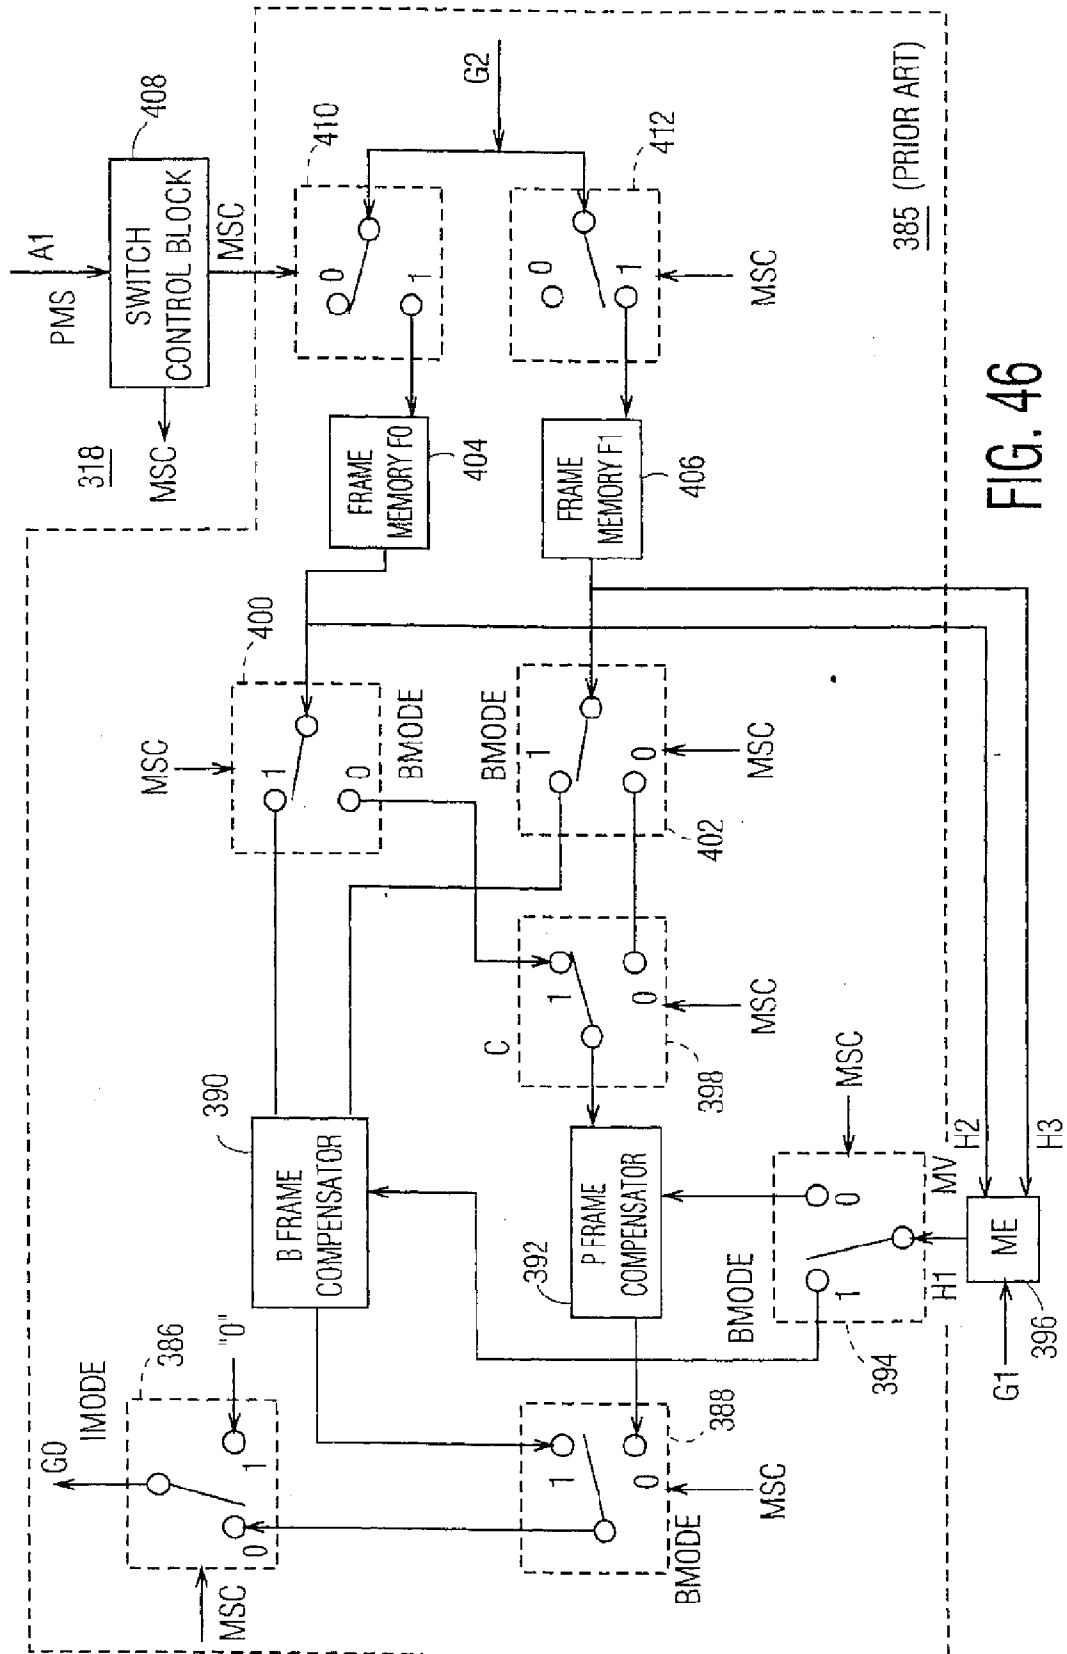 A1
PMS
408
SWITCH
CONTROL BLOCK
MSC
318
MSC
410
0
1
G2
412
0
1
MSC
385 (PRIOR ART)
FRAME
MEMORY F0
404
FRAME
MEMORY F1
406
FIG. 46
400
MSC
1
0
BMODE
BMODE
1
0
MSC
402
C
1
0
MSC
398
390
B FRAME
COMPENSATOR
392
P FRAME
COMPENSATOR
MSC
BMODE
0
1
394
MV
H1
H2
H3
ME
396
G1
386
IMODE
"0"
G0
1
0
MSC
388
1
0
BMODE
MSC